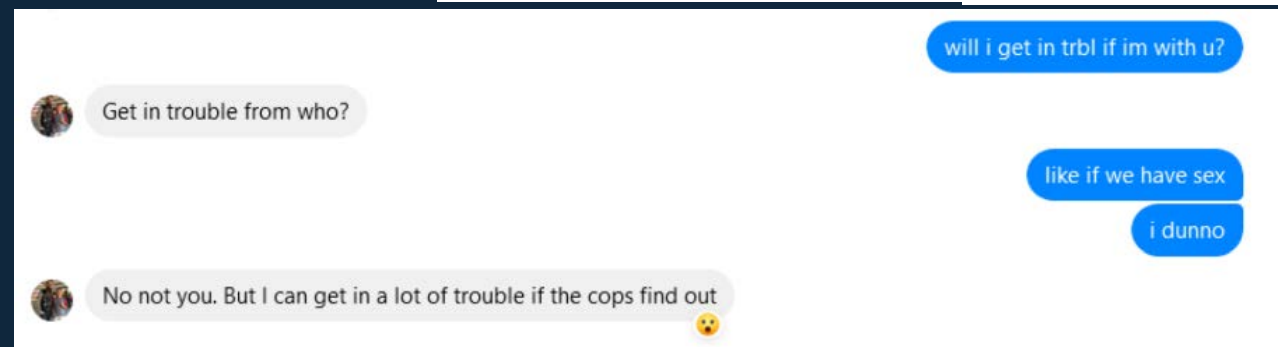 will i get in trbl if im with u?
Get in trouble from who?
like if we have sex
i dunno
No not you. But I can get in a lot of trouble if the cops find out